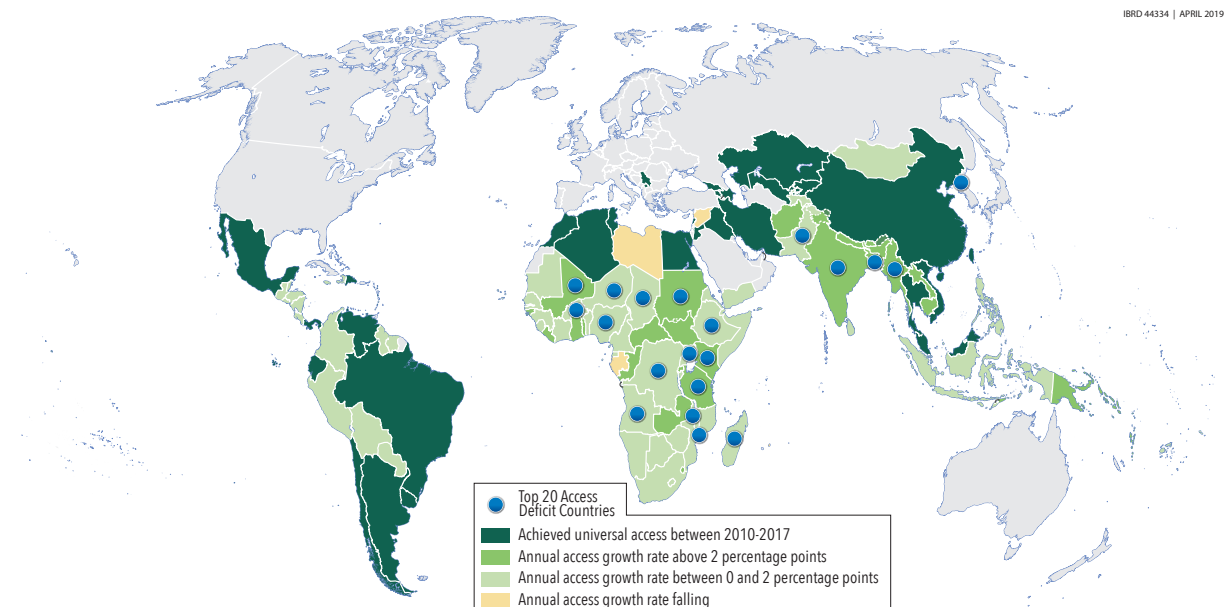 IBRD 44334 | APRIL 2019
Top 20 Access
Deficit Countries
Achieved universal access between 2010-2017
Annual access growth rate above 2 percentage points
Annual access growth rate between 0 and 2 percentage points
Annual access growth rate falling